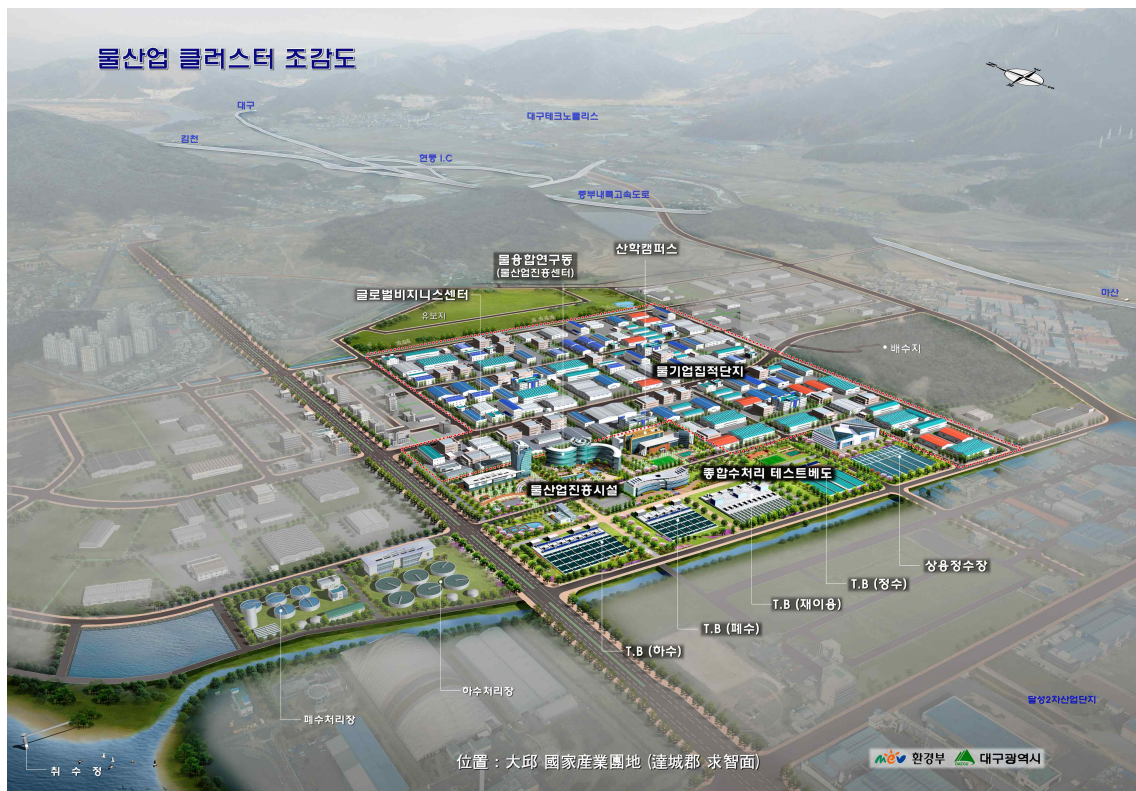 물산업 클러스터 조감도
대구
대구테크노폴리스
김천
현풍 I.C
중부내륙고속도로
산학캠퍼스
물융합연구동
(물산업진흥센터)
글로벌비지니스센터
마산
유보지
배수지
물기업집적단지
종합수처리 테스트베드
물산업진흥시설
상용정수장
T.B (정수)
T.B (재이용)
T.B (폐수)
T.B (하수)
하수처리장
폐수처리장
달성2차산업단지
취 수 정
位置 : 大邱 國家産業團地 (達城郡 求智面)
me 환경부
대구광역시